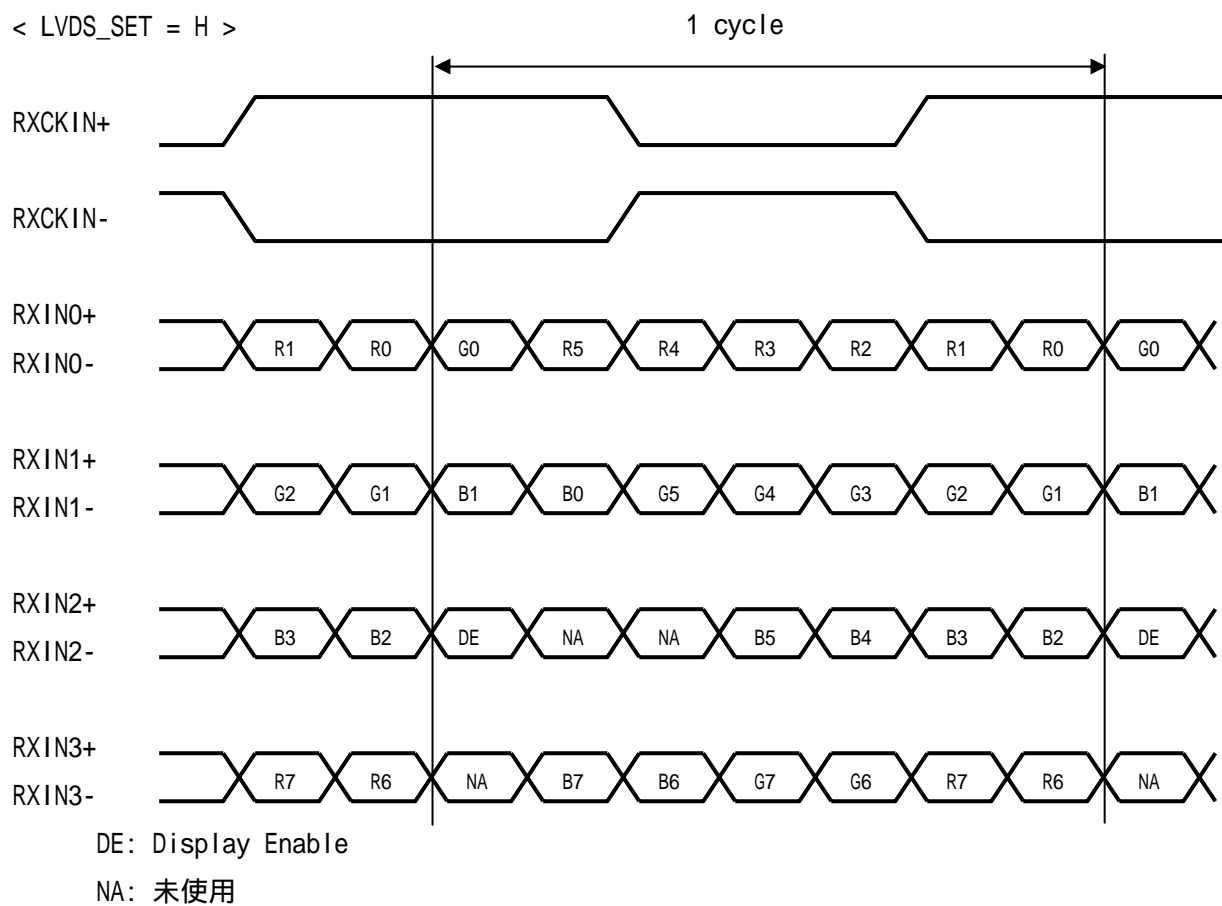 < LVDS_SET = H >
1 cycle
RXCKIN+
RXCKIN-
RXIN0+
RXIN0-
R1 R0 G0 R5 R4 R3 R2 R1 R0 G0
RXIN1+
RXIN1-
G2 G1 B1 B0 G5 G4 G3 G2 G1 B1
RXIN2+
RXIN2-
B3 B2 DE NA NA B5 B4 B3 B2 DE
RXIN3+
RXIN3-
R7 R6 NA B7 B6 G7 G6 R7 R6 NA
DE: Display Enable
NA: 未使用